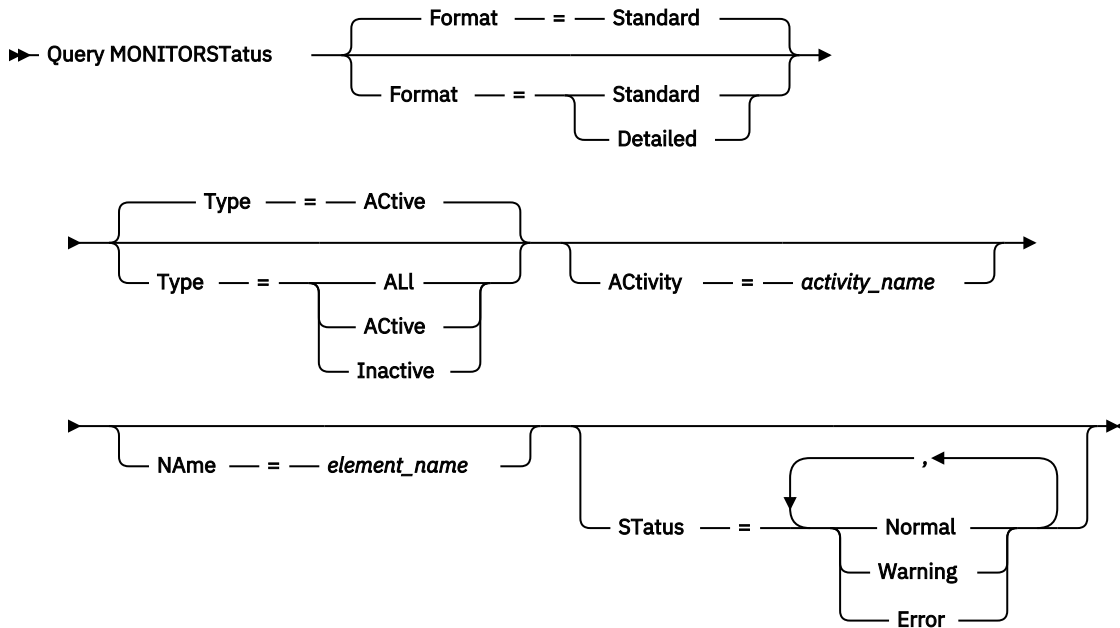 Format = Standard
Query MONITORSTatus
Format = Standard
Detailed
Type = ACtive
Type = ALl
ACtivity = activity_name
ACtive
Inactive
NAme = element_name
,
STatus = Normal
Warning
Error